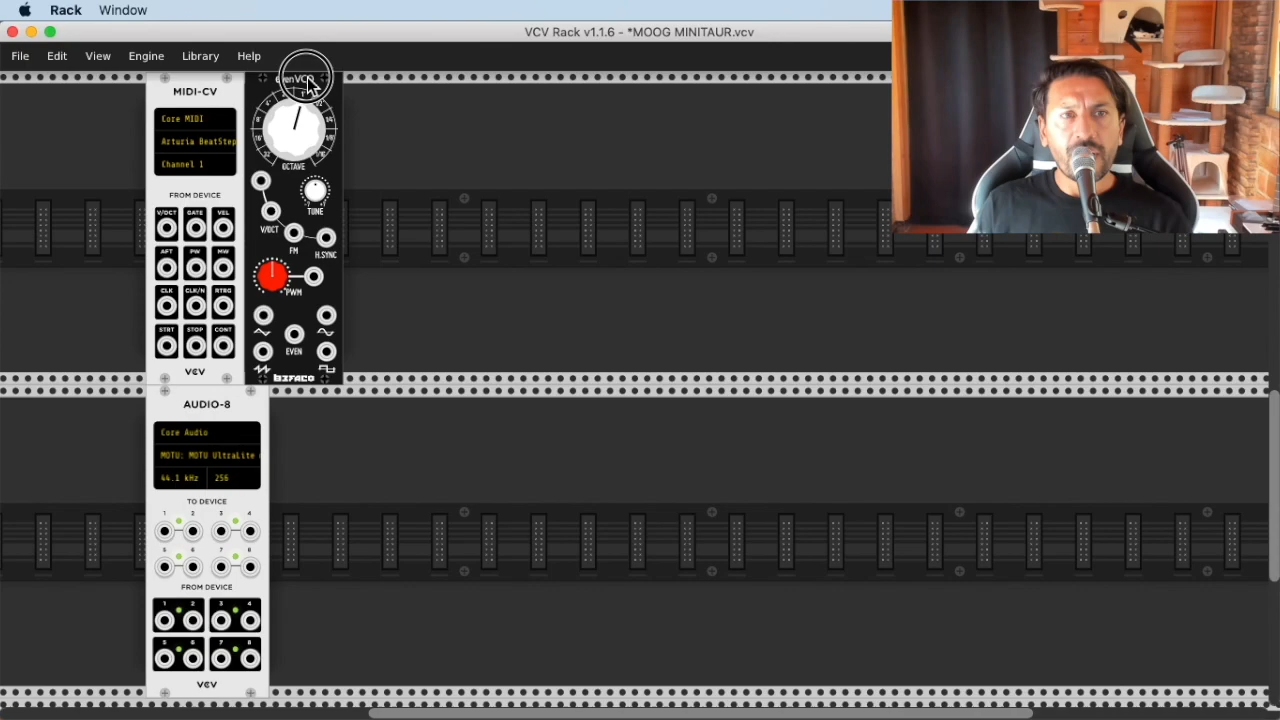 Rack Window
VCV Rack v1.1.6 - *MOOG MINITAUR.vcv
File Edit View Engine Library Help
MIDI-CV
Core MIDI
Arturia BeatStep
Channel 1
FROM DEVICE
V/OCT GATE VEL
AFT PW MW
CLK CLK/N RTRG
STRT STOP CONT
VCV
OCTAVE
TUNE
V/OCT
FM
H.SYNC
PWM
EVEN
BEFACO
AUDIO-8
Core Audio
MOTU: MOTU UltraLite
44.1 kHz 256
TO DEVICE
1 2 3 4
5 6 7 8
FROM DEVICE
1 2 3 4
5 6 7 8
VCV